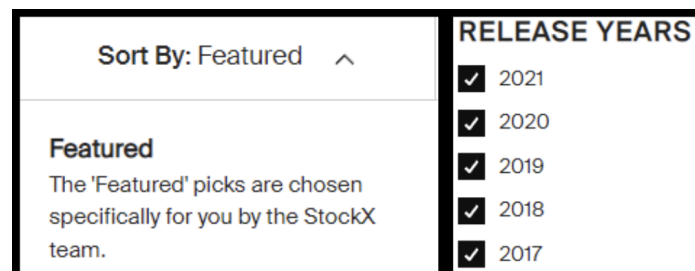 Sort By: Featured
Featured
The 'Featured' picks are chosen
specifically for you by the StockX
team.
RELEASE YEARS
2021
2020
2019
2018
2017